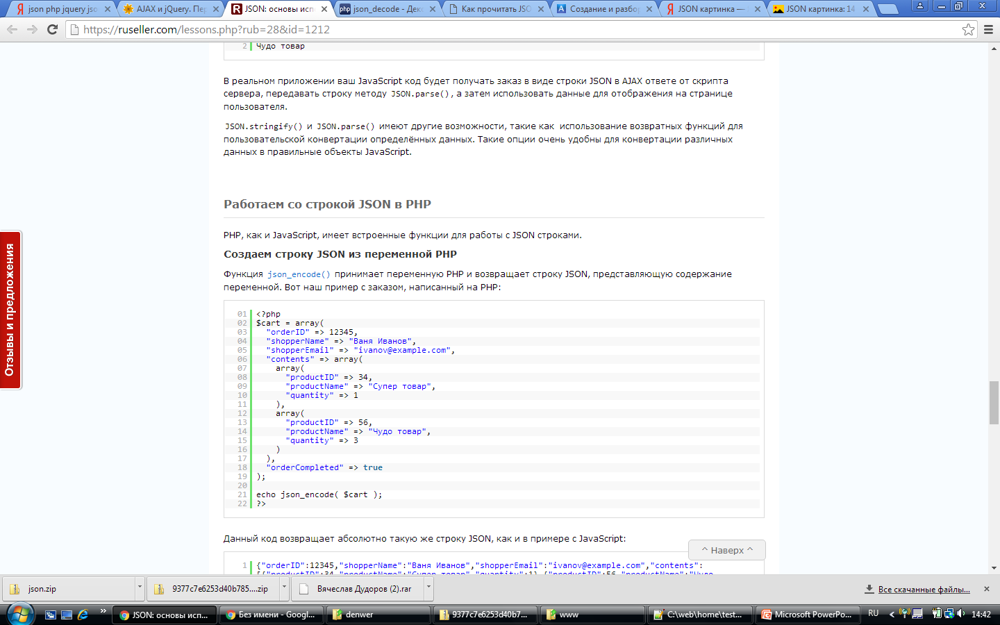 json php jquery jso
AJAX и jQuery. Пер
JSON: основы исп
json_decode - Деко
Как прочитать JSO
Создание и разбор
JSON картинка —
JSON картинка: 14
https://ruseller.com/lessons.php?rub=28&id=1212
2 Чудо товар
В реальном приложении ваш JavaScript код будет получать заказ в виде строки JSON в AJAX ответе от скрипта
сервера, передавать строку методу JSON.parse(), а затем использовать данные для отображения на странице
пользователя.
JSON.stringify() и JSON.parse() имеют другие возможности, такие как использование возвратных функций для
пользовательской конвертации определённых данных. Такие опции очень удобны для конвертации различных
данных в правильные объекты JavaScript.
Работаем со строкой JSON в PHP
PHP, как и JavaScript, имеет встроенные функции для работы с JSON строками.
Создаем строку JSON из переменной PHP
Функция json_encode() принимает переменную PHP и возвращает строку JSON, представляющую содержание
переменной. Вот наш пример с заказом, написанный на PHP:
01 <?php
02 $cart = array(
03 "orderID" => 12345,
04 "shopperName" => "Ваня Иванов",
05 "shopperEmail" => "ivanov@example.com",
06 "contents" => array(
07 array(
08 "productID" => 34,
09 "productName" => "Супер товар",
10 "quantity" => 1
11 ),
12 array(
13 "productID" => 56,
14 "productName" => "Чудо товар",
15 "quantity" => 3
16 )
17 ),
18 "orderCompleted" => true
19 );
20
21 echo json_encode( $cart );
22 ?>
Данный код возвращает абсолютно такую же строку JSON, как и в примере с JavaScript:
1 {"orderID":12345,"shopperName":"Ваня Иванов","shopperEmail":"ivanov@example.com","contents":
[{"productID":34,"productName":"Супер товар","quantity":1},{"productID":56,"productName":"Чудо
^ Наверх ^
Отзывы и предложения
json.zip
9377c7e6253d40b785....zip
Вячеслав Дудоров (2).rar
Все скачанные файлы...
JSON: основы исп...
Без имени - Googl...
denwer
9377c7e6253d40b7...
www
C:\web\home\test...
Microsoft PowerPo...
RU
14:42